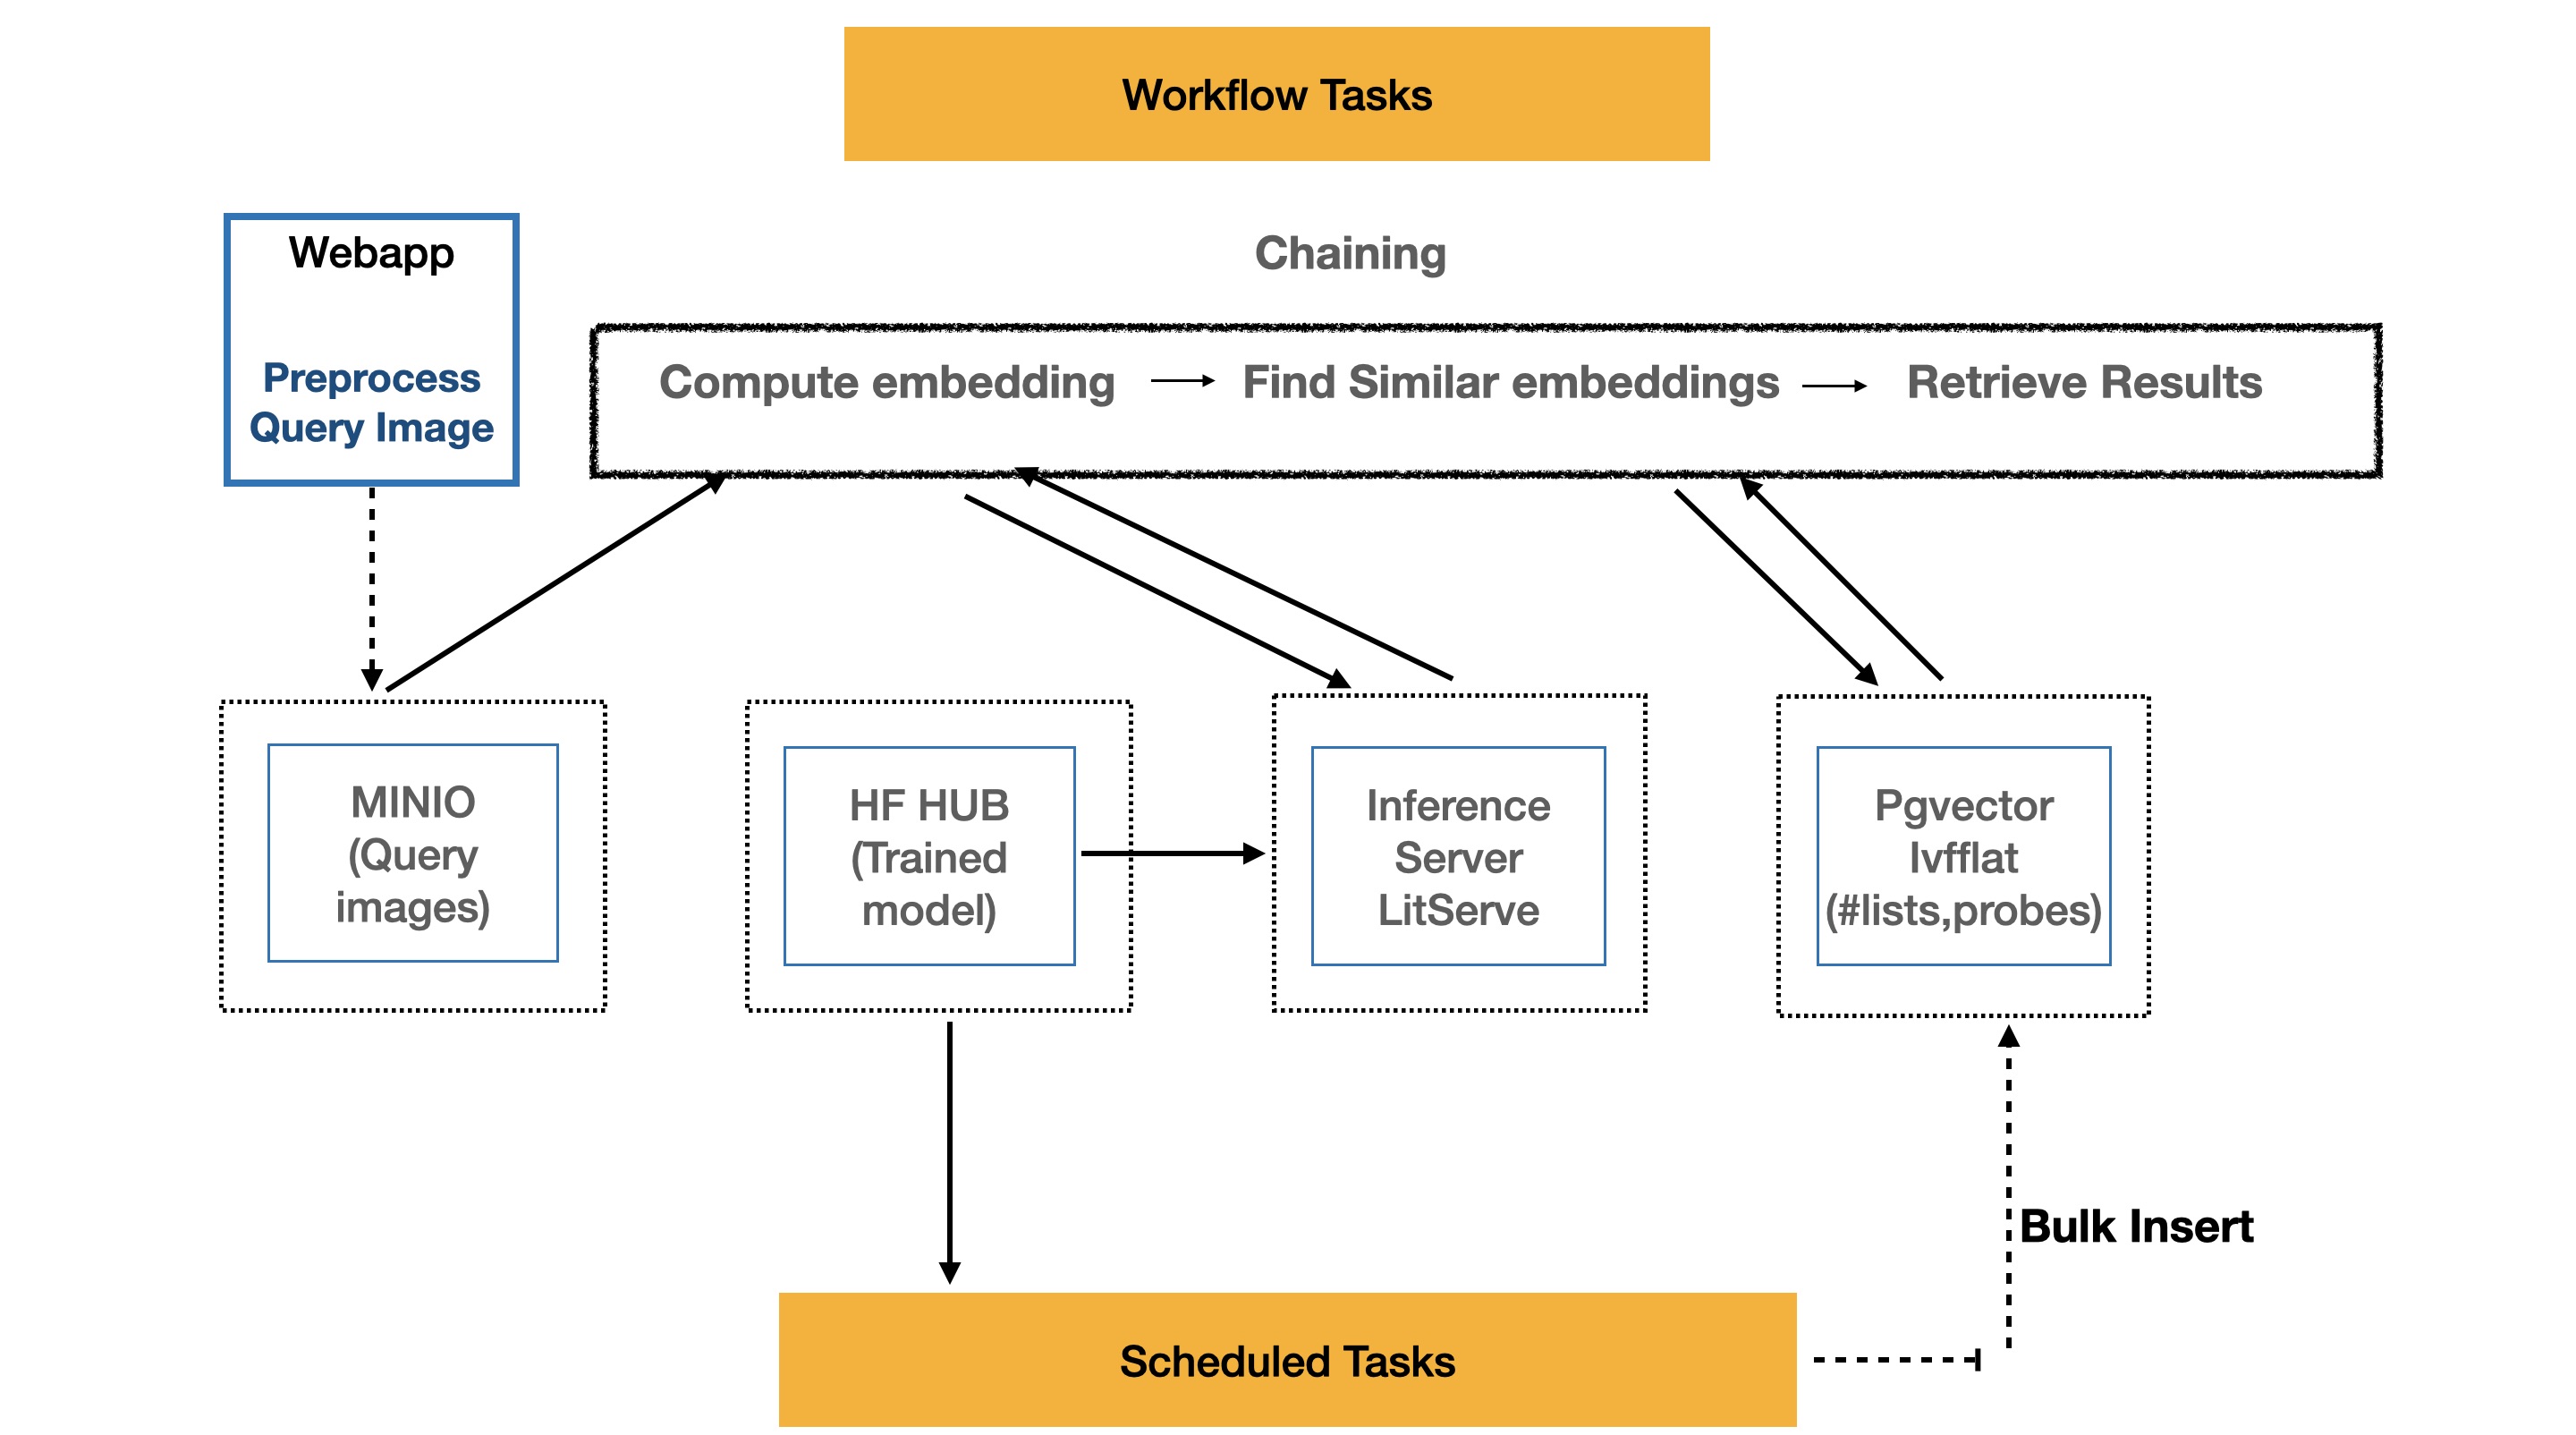 Workflow Tasks
Webapp
Preprocess
Query Image
Chaining
Compute embedding
Find Similar embeddings
Retrieve Results
MINIO
(Query
images)
HF HUB
(Trained
model)
Inference
Server
LitServe
Pgvector
Ivfflat
(#lists,probes)
Bulk Insert
Scheduled Tasks